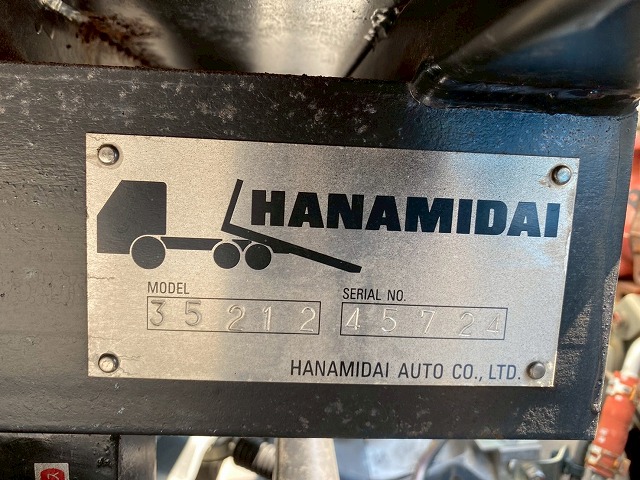 HANAMIDAI
MODEL SERIAL NO.
35212 45724
HANAMIDAI AUTO CO., LTD.